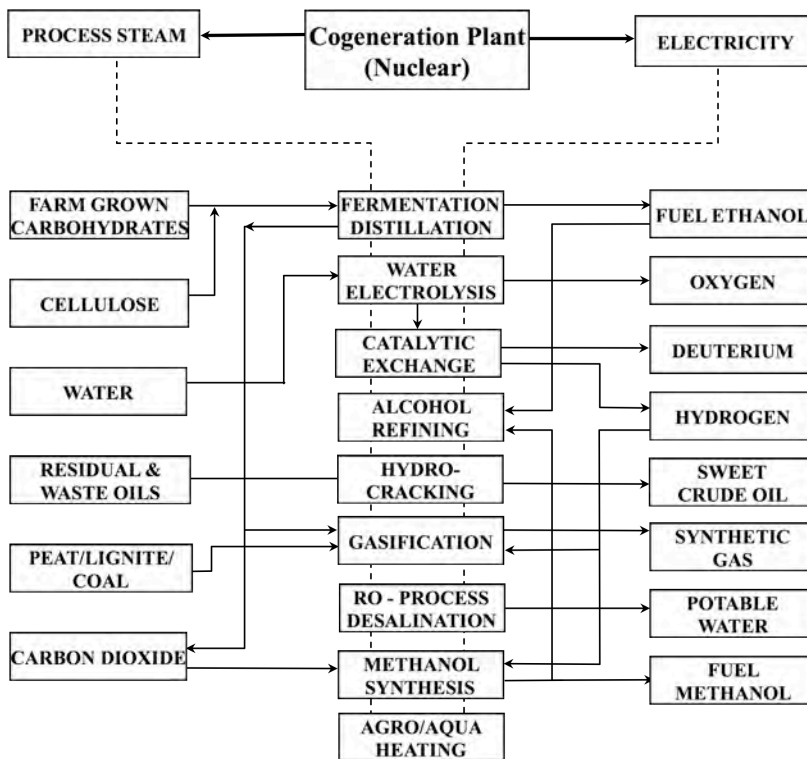 PROCESS STEAM
Cogeneration Plant
(Nuclear)
ELECTRICITY
FARM GROWN
CARBOHYDRATES
FERMENTATION
DISTILLATION
FUEL ETHANOL
CELLULOSE
WATER
ELECTROLYSIS
OXYGEN
WATER
CATALYTIC
EXCHANGE
DEUTERIUM
ALCOHOL
REFINING
HYDROGEN
RESIDUAL &
WASTE OILS
HYDRO-
CRACKING
SWEET
CRUDE OIL
PEAT/LIGNITE/
COAL
GASIFICATION
SYNTHETIC
GAS
RO - PROCESS
DESALINATION
POTABLE
WATER
CARBON DIOXIDE
METHANOL
SYNTHESIS
FUEL
METHANOL
AGRO/AQUA
HEATING